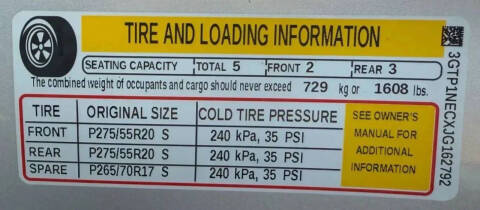 TIRE AND LOADING INFORMATION
SEATING CAPACITY TOTAL 5 FRONT 2 REAR 3
The combined weight of occupants and cargo should never exceed 729 kg or 1608 lbs.
TIRE ORIGINAL SIZE COLD TIRE PRESSURE
FRONT P275/55R20 S 240 kPa, 35 PSI
REAR P275/55R20 S 240 kPa, 35 PSI
SPARE P265/70R17 S 240 kPa, 35 PSI
SEE OWNER'S
MANUAL FOR
ADDITIONAL
INFORMATION
3GTP1NECXJG162792